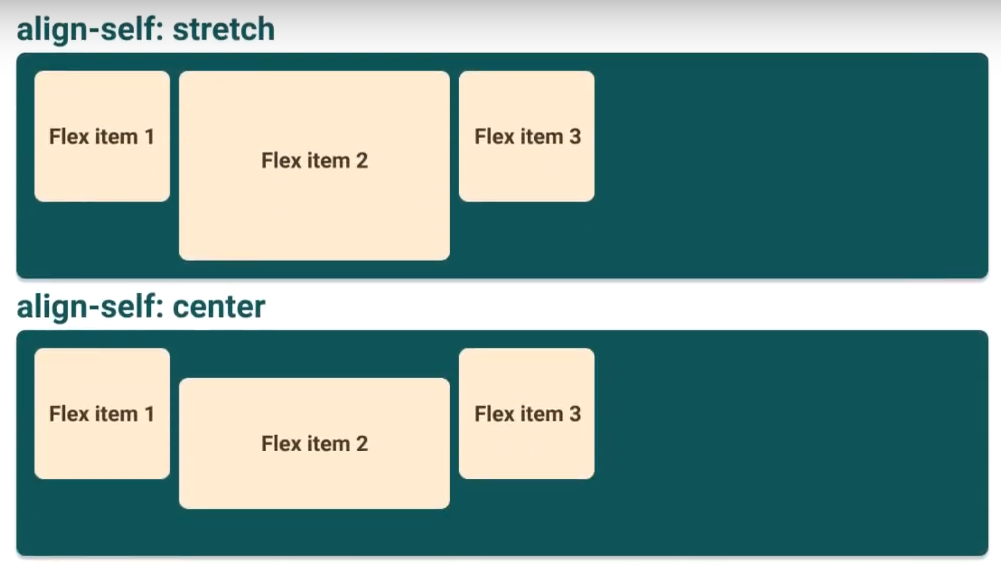 align-self: stretch
Flex item 1
Flex item 2
Flex item 3
align-self: center
Flex item 1
Flex item 2
Flex item 3